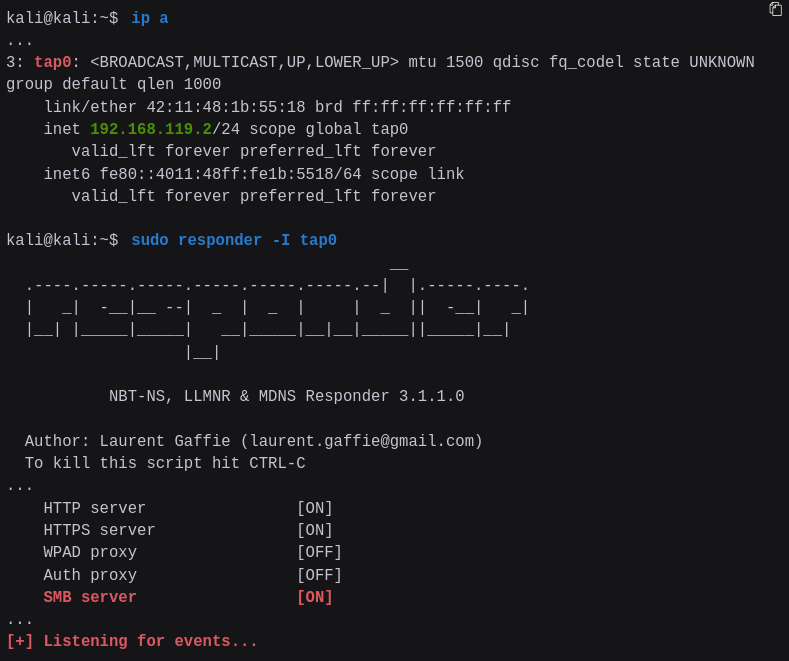 kali@kali:~$ ip a
...
3: tap0: <BROADCAST,MULTICAST,UP,LOWER_UP> mtu 1500 qdisc fq_codel state UNKNOWN
group default qlen 1000
    link/ether 42:11:48:1b:55:18 brd ff:ff:ff:ff:ff:ff
    inet 192.168.119.2/24 scope global tap0
       valid_lft forever preferred_lft forever
    inet6 fe80::4011:48ff:fe1b:5518/64 scope link
       valid_lft forever preferred_lft forever

kali@kali:~$ sudo responder -I tap0
                                         __
  .----.-----.-----.-----.-----.-----.--|  |.-----.----.
  |   _|  -__|__ --|  _  |  _  |     |  _  ||  -__|   _|
  |__| |_____|_____|   __|_____|__|__|_____||_____|__|
                   |__|

           NBT-NS, LLMNR & MDNS Responder 3.1.1.0

  Author: Laurent Gaffie (laurent.gaffie@gmail.com)
  To kill this script hit CTRL-C
...
    HTTP server                [ON]
    HTTPS server               [ON]
    WPAD proxy                 [OFF]
    Auth proxy                 [OFF]
    SMB server                 [ON]
...
[+] Listening for events...